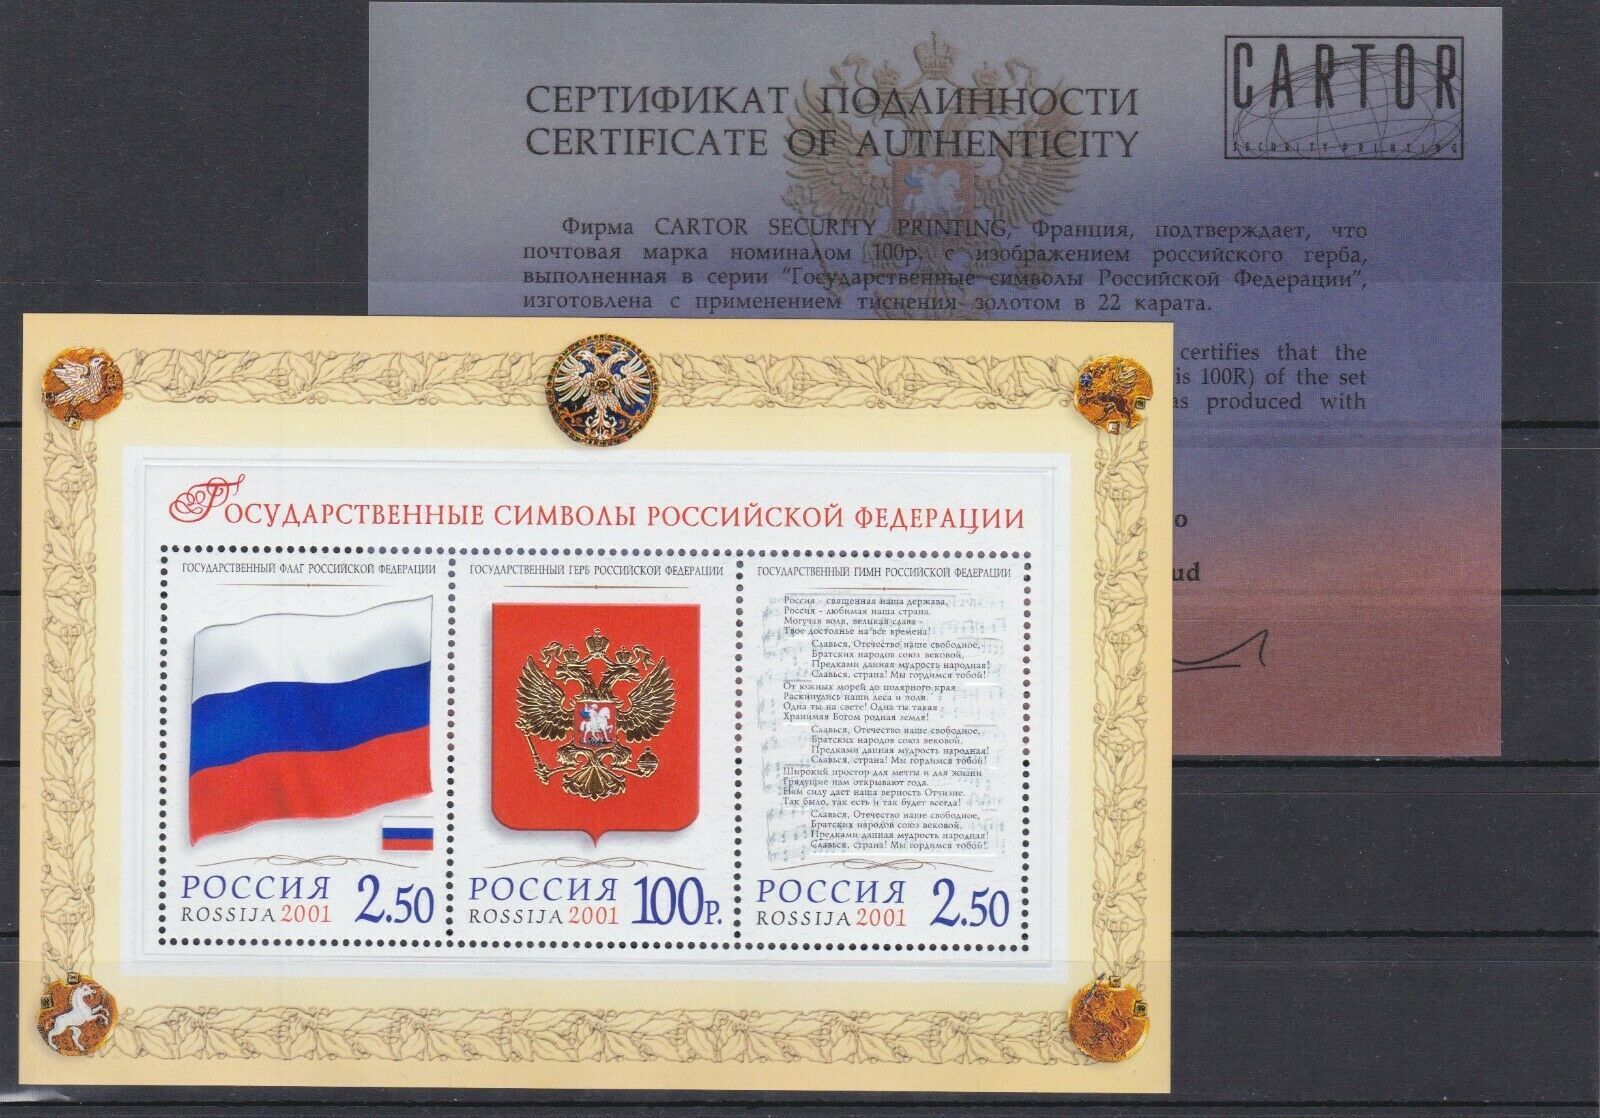 СЕРТИФИКАТ ПОДЛИННОСТИ
CERTIFICATE OF AUTHENTICITY
CARTOR
SECURITY PRINTING
Фирма CARTOR SECURITY PRINTING, Франция, подтверждает, что
почтовая марка номиналом 100р. с изображением российского герба,
выполненная в серии "Государственные символы Российской Федерации",
изготовлена с применением тиснения золотом в 22 карата.
certifies that the
is 100R) of the set
as produced with
o
ud
Государственные символы Российской Федерации
ГОСУДАРСТВЕННЫЙ ФЛАГ РОССИЙСКОЙ ФЕДЕРАЦИИ
РОССИЯ 2.50
ROSSIJA 2001
ГОСУДАРСТВЕННЫЙ ГЕРБ РОССИЙСКОЙ ФЕДЕРАЦИИ
РОССИЯ 100р.
ROSSIJA 2001
ГОСУДАРСТВЕННЫЙ ГИМН РОССИЙСКОЙ ФЕДЕРАЦИИ
Россия - священная наша держава,
Россия - любимая наша страна.
Могучая воля, великая слава -
Твое достоянье на все времена!
Славься, Отечество наше свободное,
Братских народов союз вековой,
Предками данная мудрость народная!
Славься, страна! Мы гордимся тобой!
От южных морей до полярного края
Раскинулись наши леса и поля.
Одна ты на свете! Одна ты такая
Хранимая Богом родная земля!
Славься, Отечество наше свободное,
Братских народов союз вековой,
Предками данная мудрость народная!
Славься, страна! Мы гордимся тобой!
Широкий простор для мечты и для жизни
Грядущие нам открывают года.
Нам силу дает наша верность Отчизне.
Так было, так есть и так будет всегда!
Славься, Отечество наше свободное,
Братских народов союз вековой,
Предками данная мудрость народная!
Славься, страна! Мы гордимся тобой!
РОССИЯ 2.50
ROSSIJA 2001